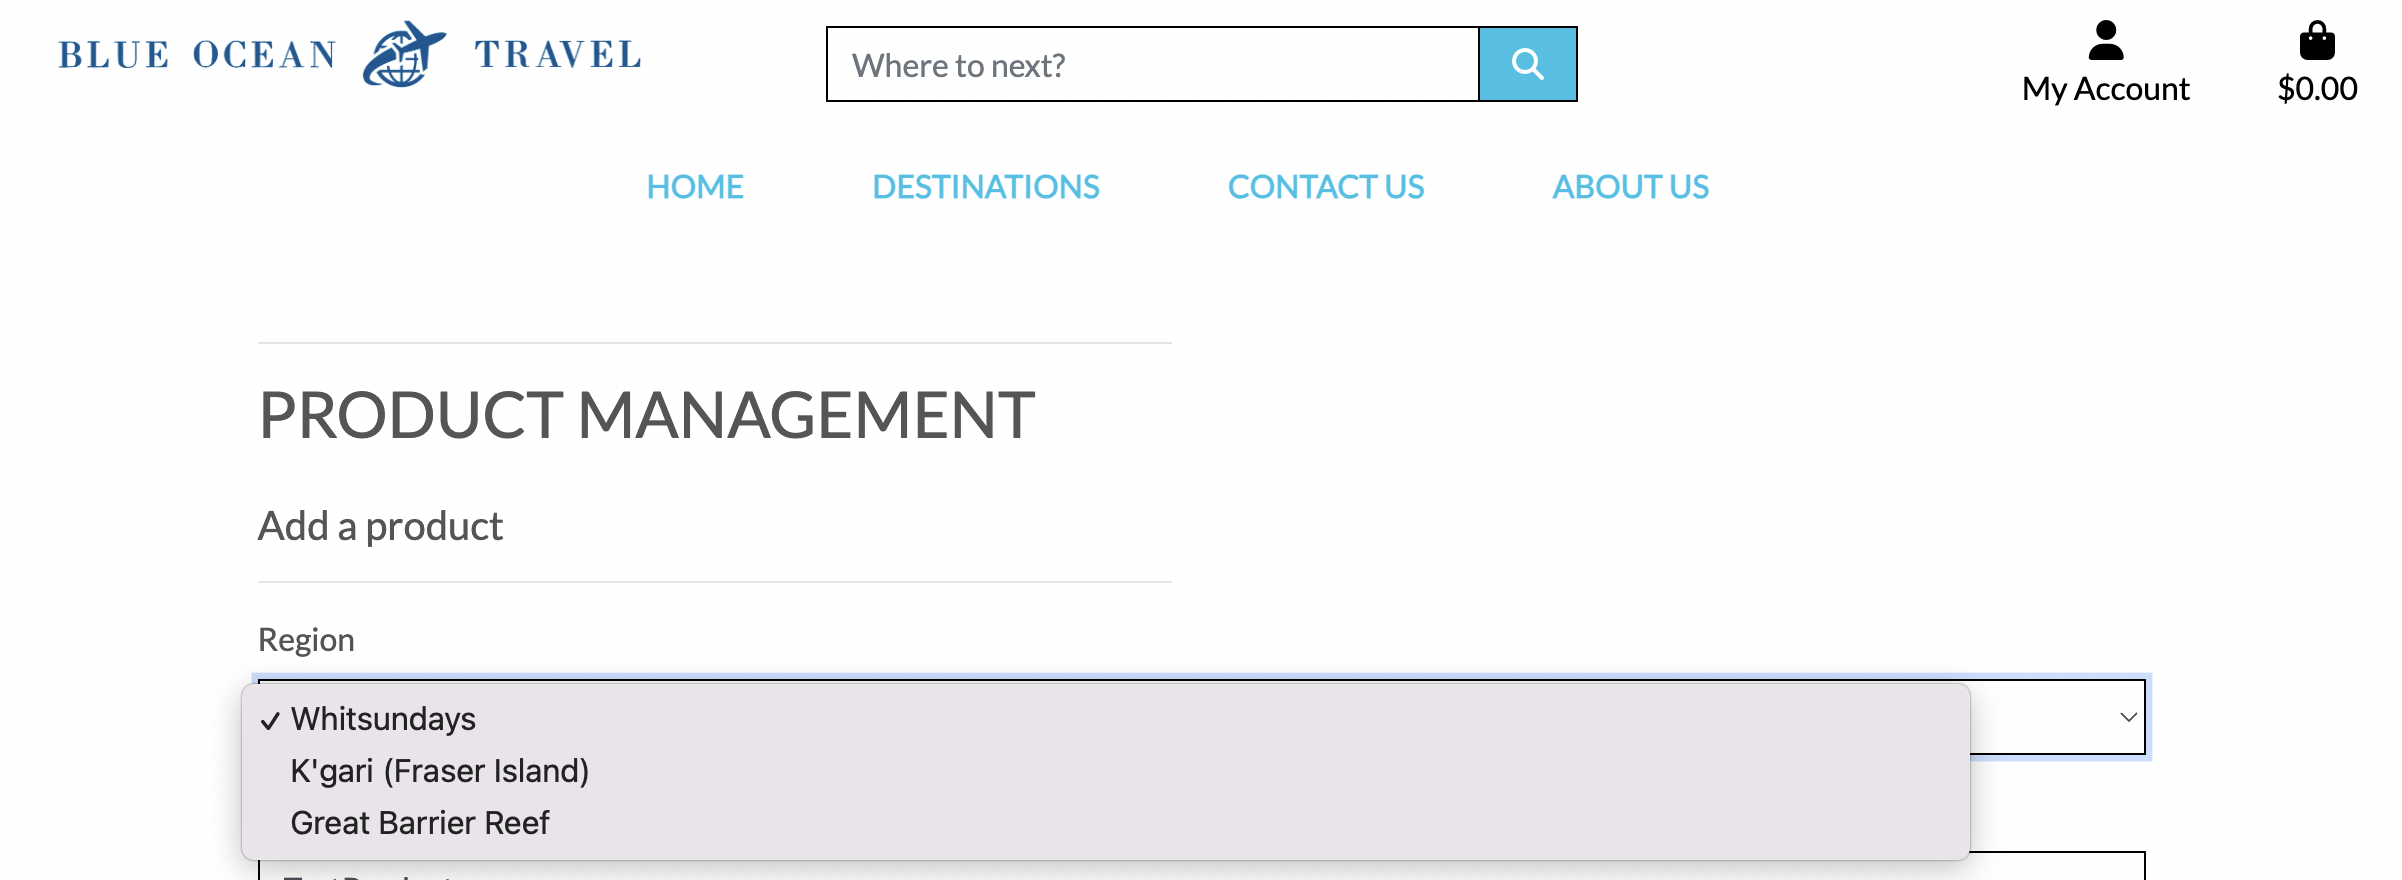 BLUE OCEAN TRAVEL
Where to next?
My Account
$0.00
HOME DESTINATIONS CONTACT US ABOUT US
PRODUCT MANAGEMENT
Add a product
Region
Whitsundays
K'gari (Fraser Island)
Great Barrier Reef